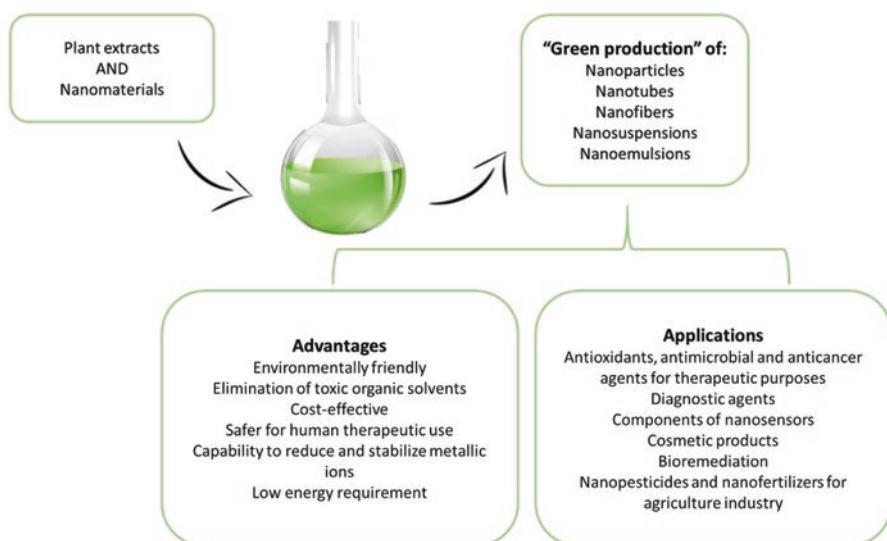 Plant extracts
AND
Nanomaterials
“Green production” of:
Nanoparticles
Nanotubes
Nanofibers
Nanosuspensions
Nanoemulsions
Advantages
Environmentally friendly
Elimination of toxic organic solvents
Cost-effective
Safer for human therapeutic use
Capability to reduce and stabilize metallic
ions
Low energy requirement
Applications
Antioxidants, antimicrobial and anticancer
agents for therapeutic purposes
Diagnostic agents
Components of nanosensors
Cosmetic products
Bioremediation
Nanopesticides and nanofertilizers for
agriculture industry